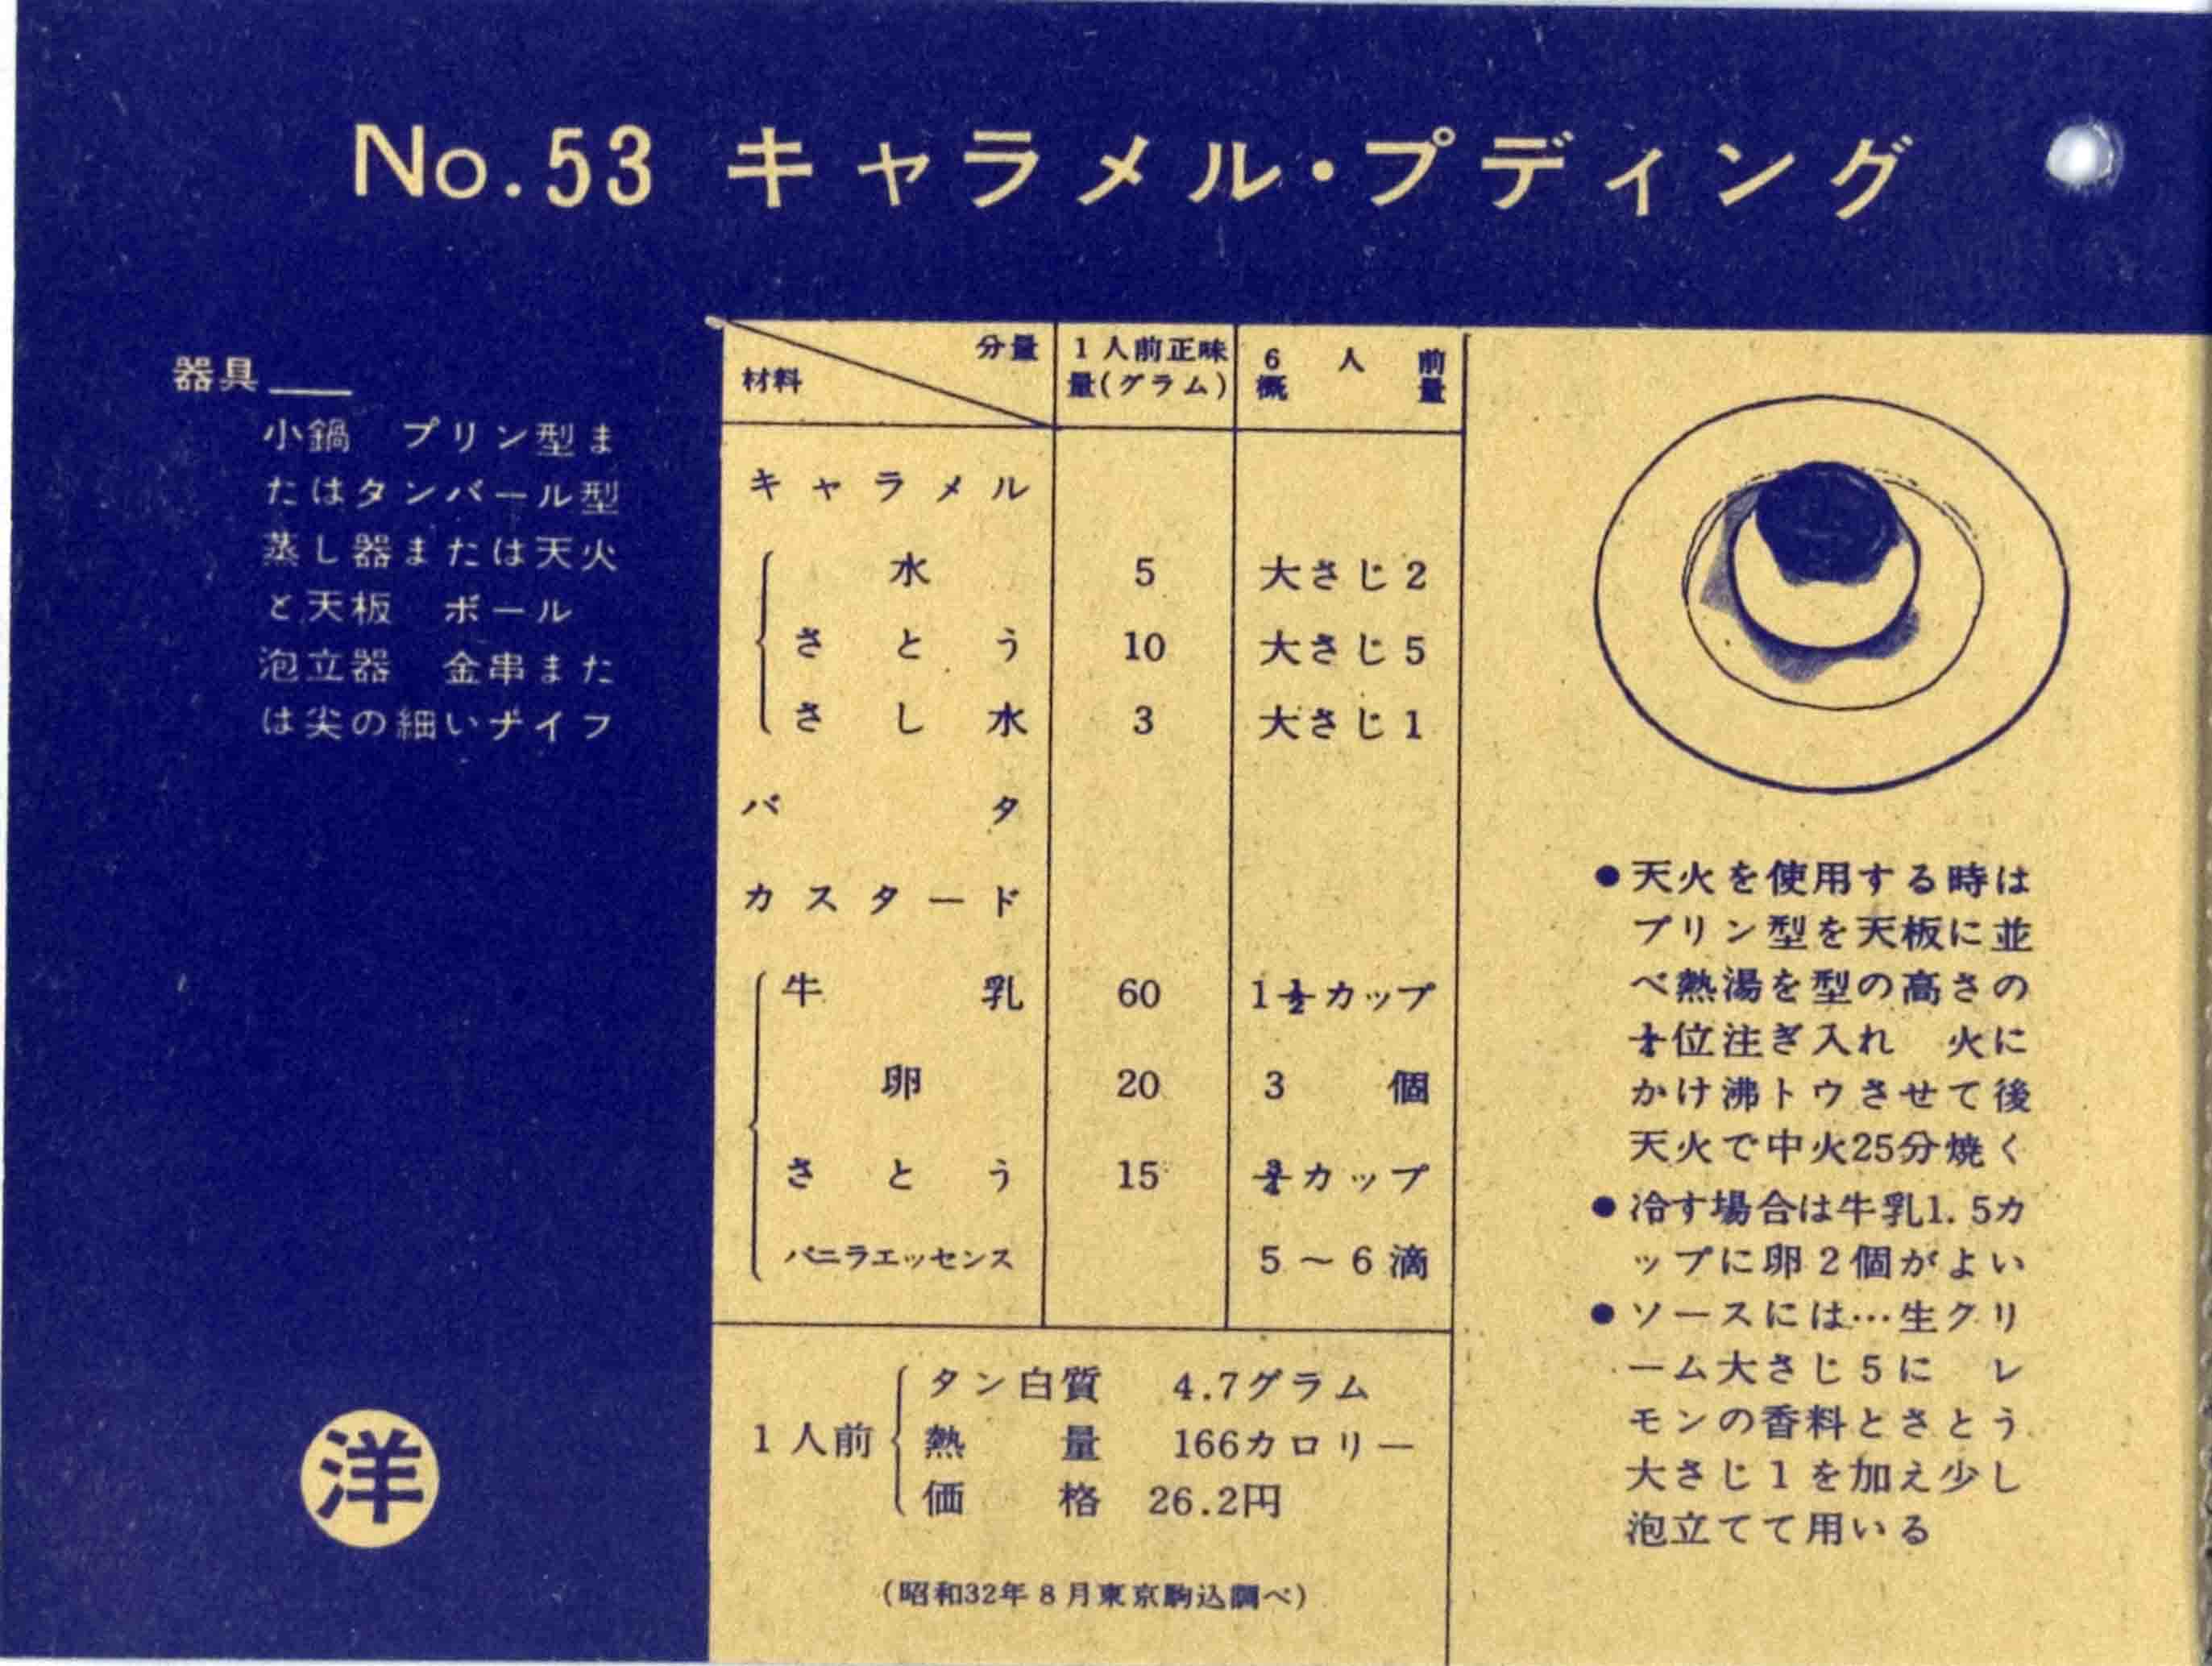 No.53 キャラメル・プディング
器具
小鍋　プリン型ま
たはタンバール型
蒸し器または天火
と天板　ボール
泡立器　金串また
は尖の細いナイフ
洋
分量
材料
1人前正味
量(グラム)
6人前
概量
キャラメル
水 5 大さじ2
さとう 10 大さじ5
さし水 3 大さじ1
バタ
カスタード
牛乳 60 1½カップ
卵 20 3個
さとう 15 ¾カップ
バニラエッセンス 5～6滴
1人前
タン白質 4.7グラム
熱量 166カロリー
価格 26.2円
(昭和32年8月東京駒込調べ)
●天火を使用する時は
プリン型を天板に並
べ熱湯を型の高さの
位注ぎ入れ　火に
かけ沸トウさせて後
天火で中火25分焼く
●冷す場合は牛乳1.5カ
ップに卵2個がよい
●ソースには…生クリ
ーム大さじ5に　レ
モンの香料とさとう
大さじ1を加え少し
泡立てて用いる